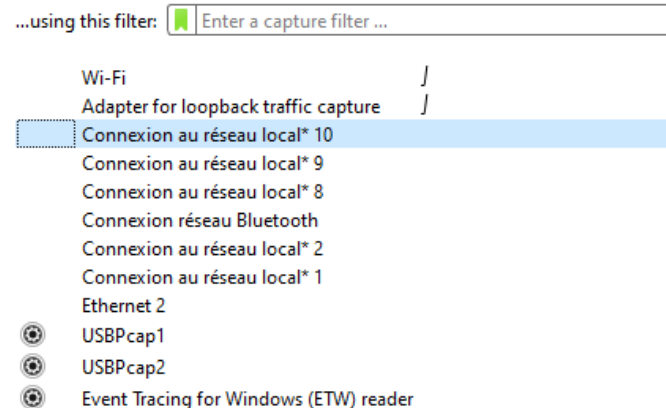 ...using this filter: Enter a capture filter ...
Wi-Fi
Adapter for loopback traffic capture
Connexion au réseau local* 10
Connexion au réseau local* 9
Connexion au réseau local* 8
Connexion réseau Bluetooth
Connexion au réseau local* 2
Connexion au réseau local* 1
Ethernet 2
USBPcap1
USBPcap2
Event Tracing for Windows (ETW) reader